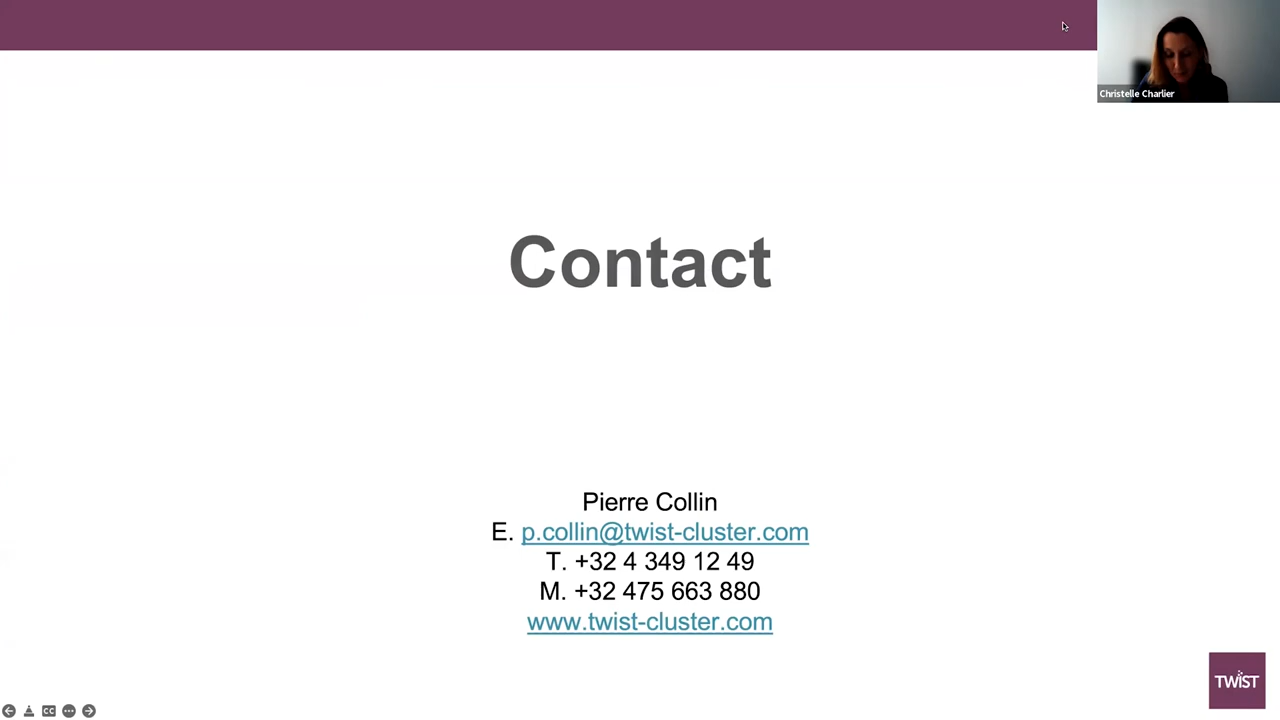 Christelle Charlier
Contact
Pierre Collin
E. p.collin@twist-cluster.com
T. +32 4 349 12 49
M. +32 475 663 880
www.twist-cluster.com
TWIST
CC